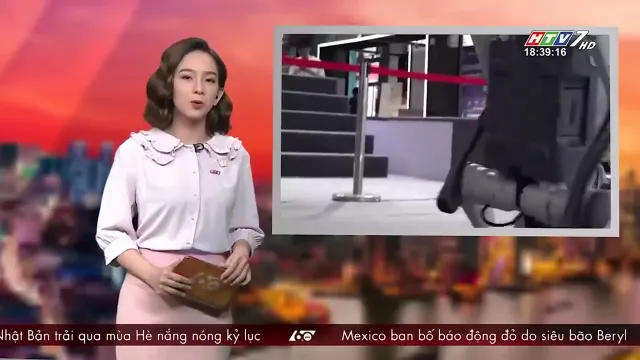 HTV7 HD
18:39:16
Nhật Bản trải qua mùa Hè nắng nóng kỷ lục
60
Mexico ban bố báo động đỏ do siêu bão Beryl